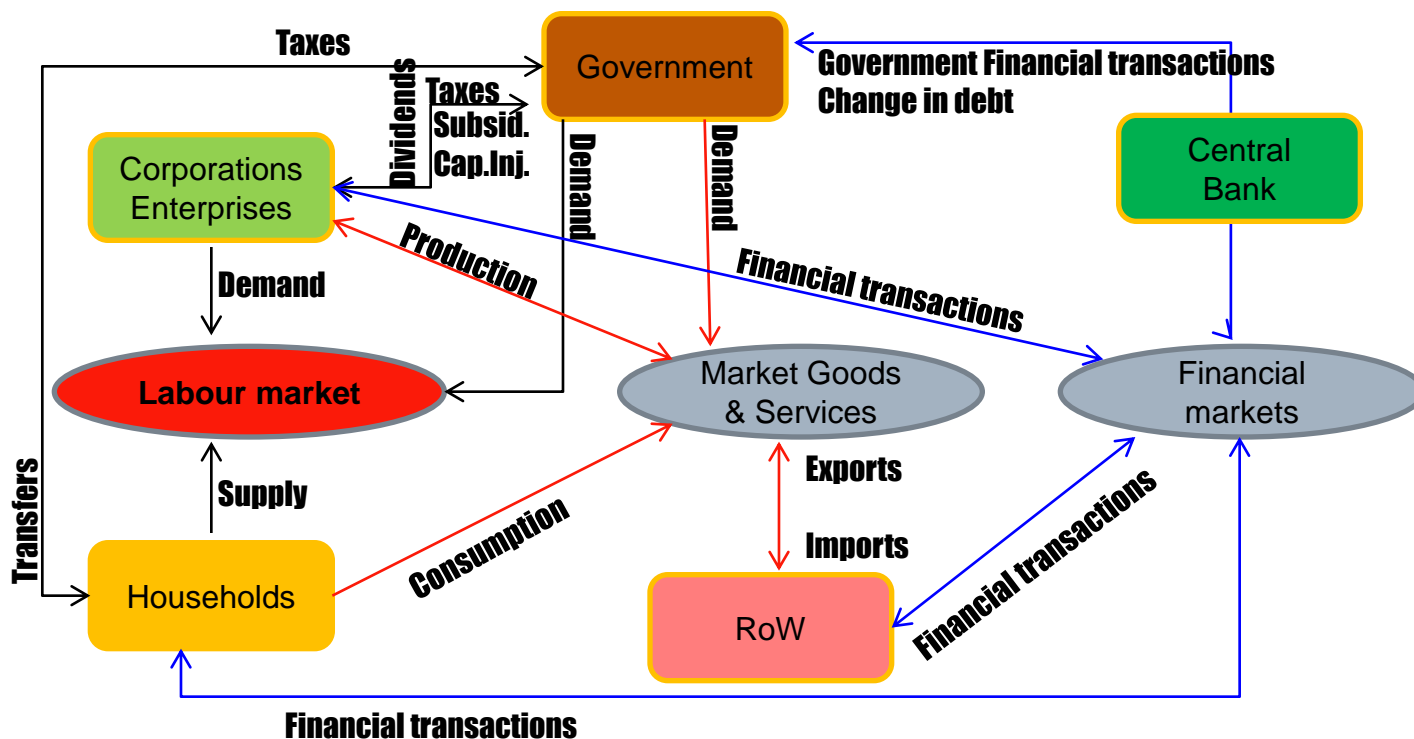 Taxes
Government
Government Financial transactions
Change in debt
Dividends
Taxes
Subsid.
Cap.Inj.
Demand
Demand
Corporations
Enterprises
Central
Bank
Production
Financial transactions
Demand
Labour market
Market Goods
& Services
Financial
markets
Transfers
Supply
Consumption
Exports
Imports
Financial transactions
Households
RoW
Financial transactions